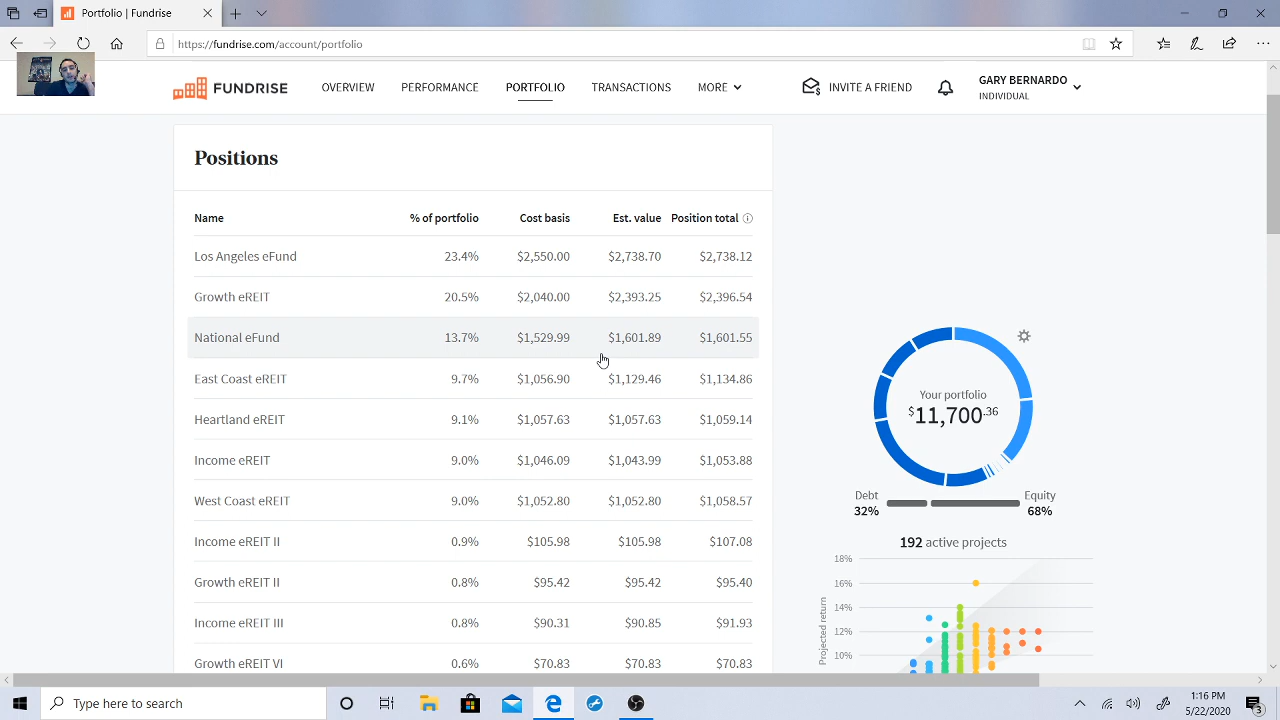 Portfolio | Fundrise
https://fundrise.com/account/portfolio
FUNDRISE
OVERVIEW PERFORMANCE PORTFOLIO TRANSACTIONS MORE INVITE A FRIEND GARY BERNARDO
INDIVIDUAL
Positions
Name % of portfolio Cost basis Est. value Position total
Los Angeles eFund 23.4% $2,550.00 $2,738.70 $2,738.12
Growth eREIT 20.5% $2,040.00 $2,393.25 $2,396.54
National eFund 13.7% $1,529.99 $1,601.89 $1,601.55
East Coast eREIT 9.7% $1,056.90 $1,129.46 $1,134.86
Heartland eREIT 9.1% $1,057.63 $1,057.63 $1,059.14
Income eREIT 9.0% $1,046.09 $1,043.99 $1,053.88
West Coast eREIT 9.0% $1,052.80 $1,052.80 $1,058.57
Income eREIT II 0.9% $105.98 $105.98 $107.08
Growth eREIT II 0.8% $95.42 $95.42 $95.40
Income eREIT III 0.8% $90.31 $90.85 $91.93
Growth eREIT VI 0.6% $70.83 $70.83 $70.83
Your portfolio
$11,700.36
Debt Equity
32% 68%
192 active projects
18%
16%
14%
12%
10%
Projected return
Type here to search
1:16 PM
5/22/2020
3